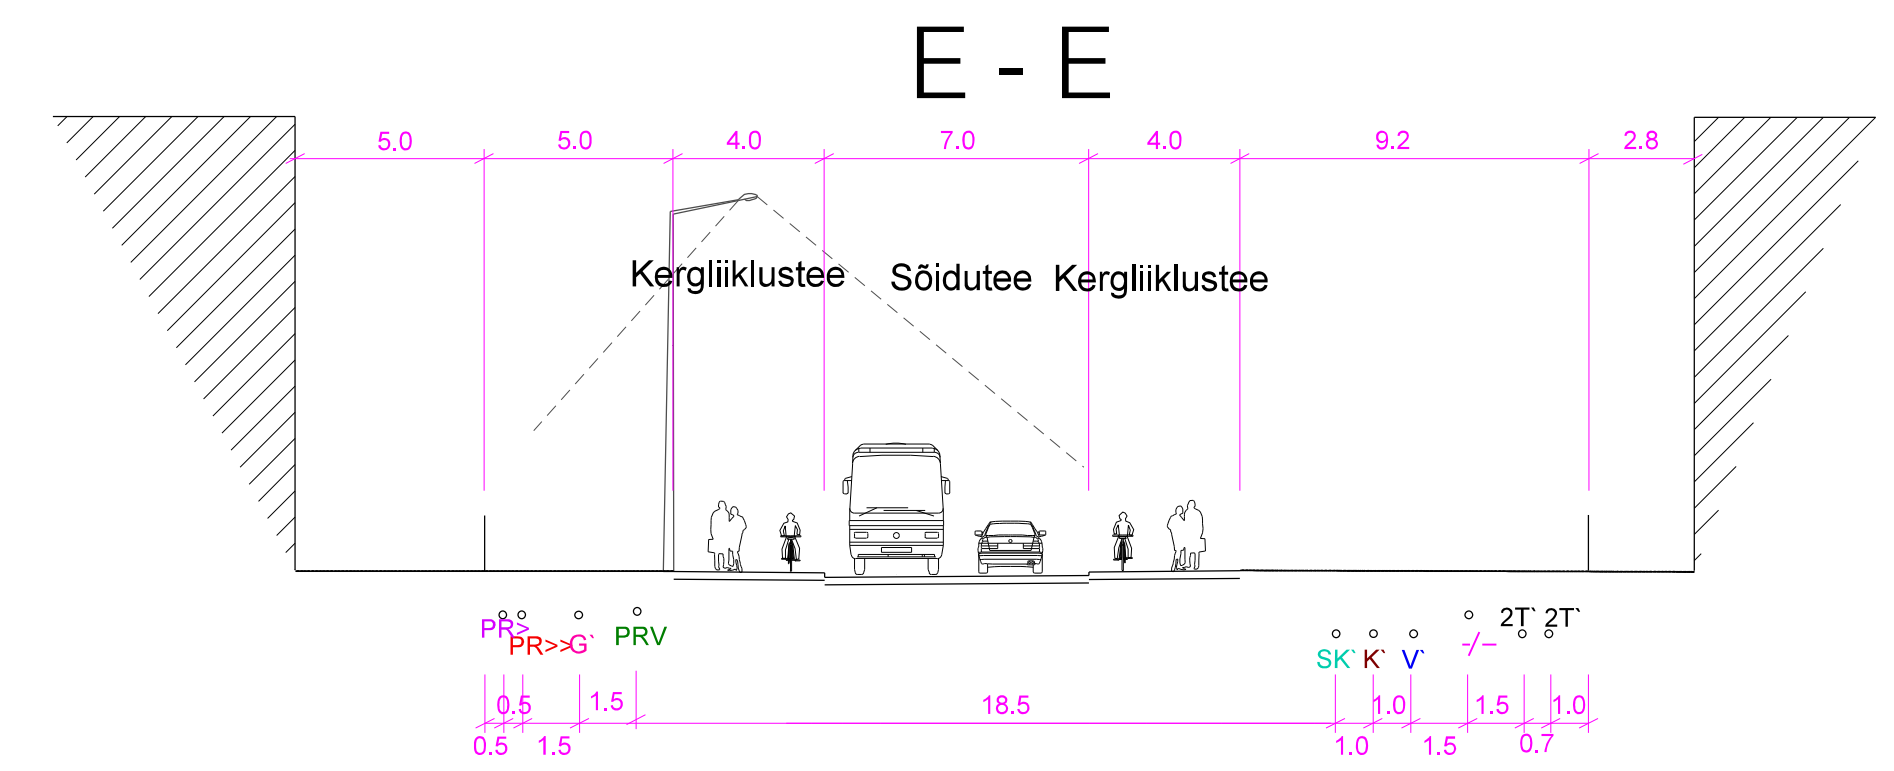 E - E
5.0 5.0 4.0 7.0 4.0 9.2 2.8
Kergliiklustee Sõidutee Kergliiklustee
PR> PR>> G` PRV SK` K` V` -/- 2T` 2T`
0.5 1.5 18.5 1.0 1.5 1.0
0.5 1.5 1.0 1.5 0.7